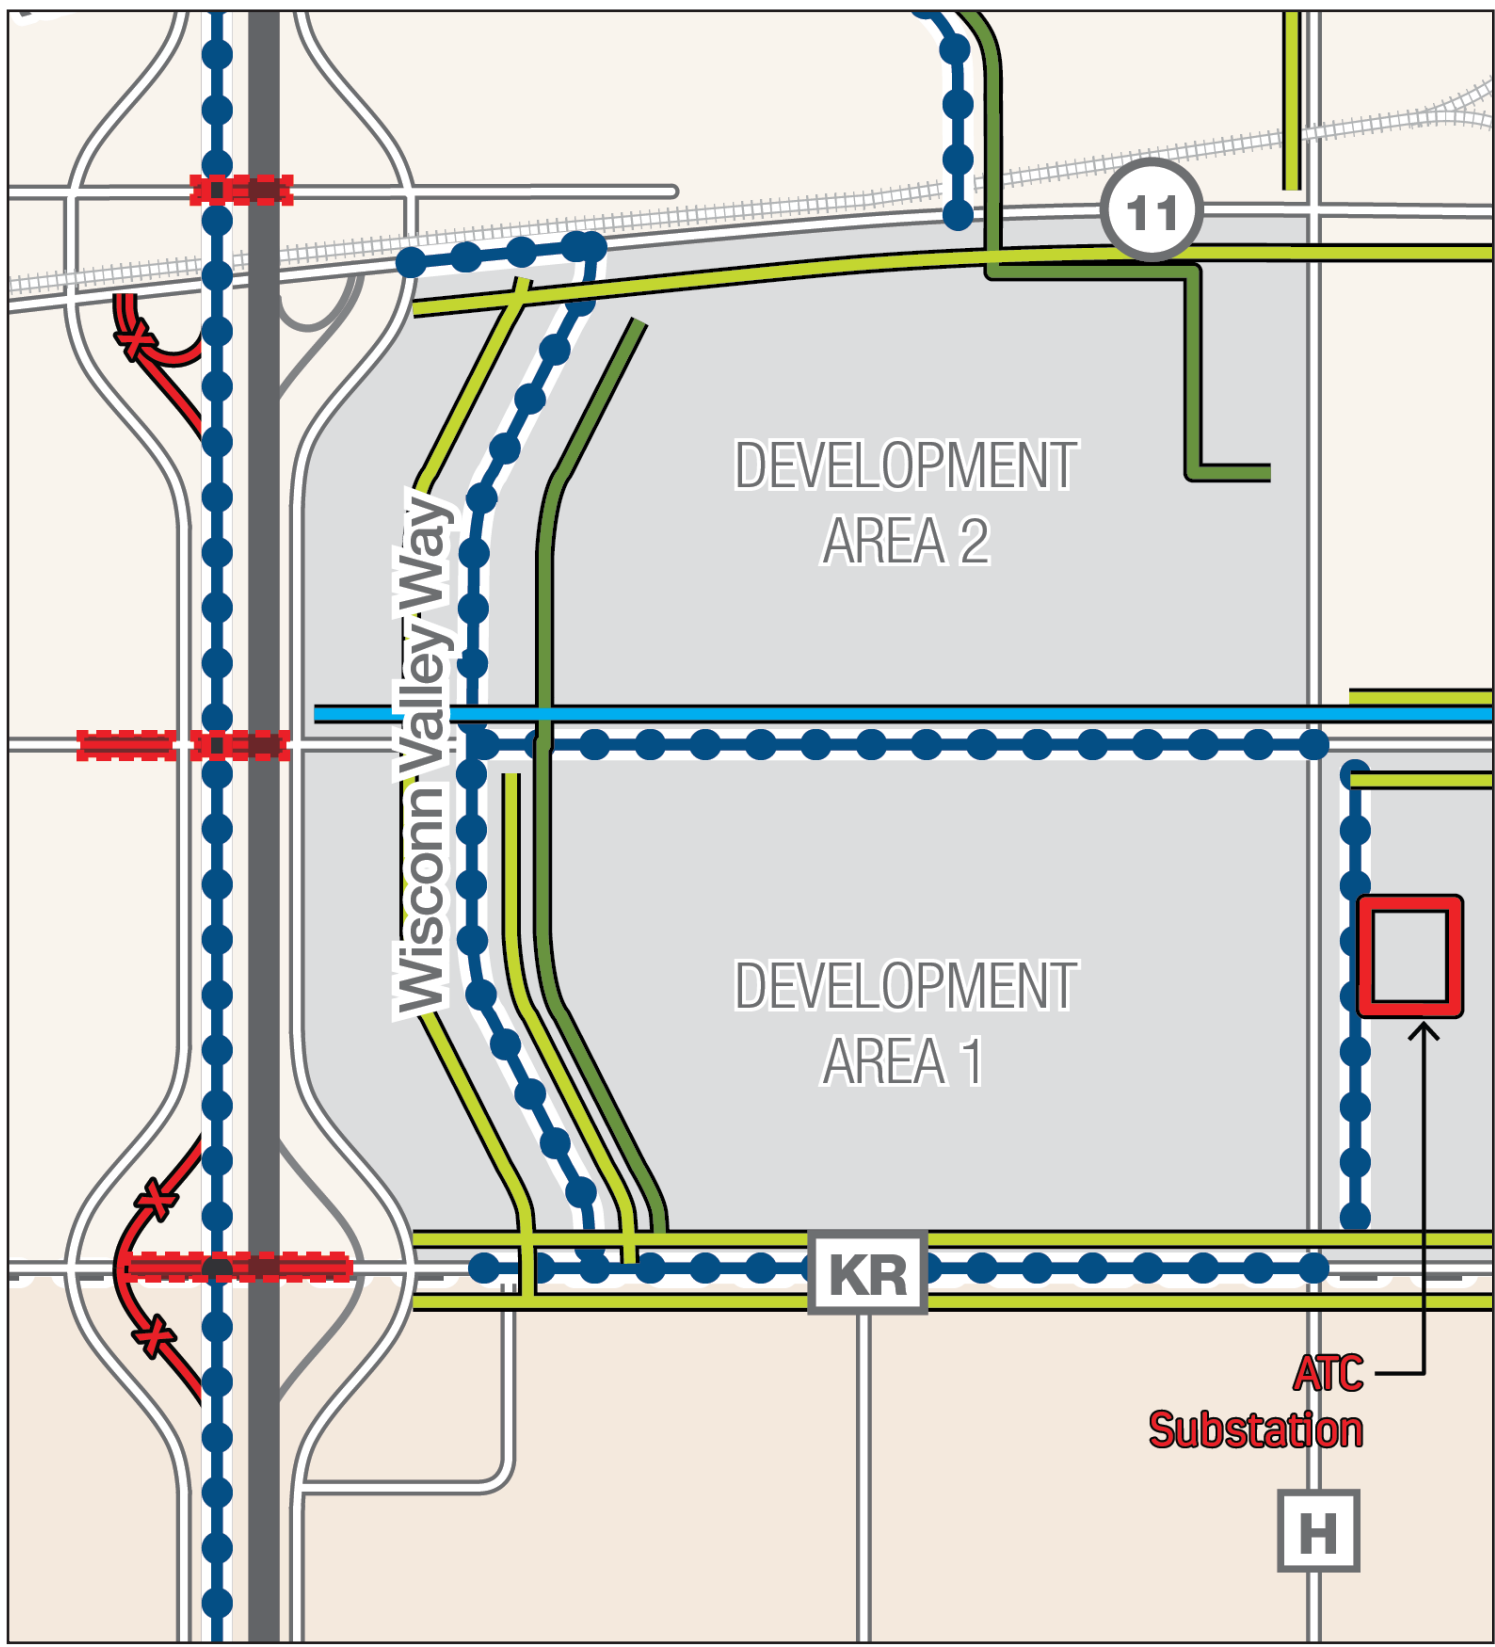 11
DEVELOPMENT
AREA 2
Wisconn Valley Way
DEVELOPMENT
AREA 1
KR
ATC
Substation
H